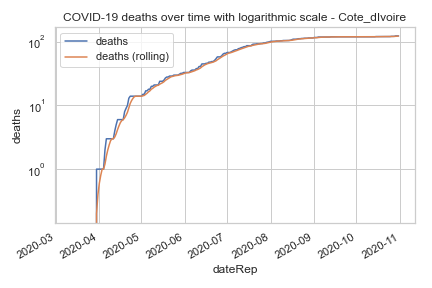 COVID-19 deaths over time with logarithmic scale - Cote_dIvoire
deaths
deaths (rolling)
deaths
10²
10¹
10⁰
2020-03
2020-04
2020-05
2020-06
2020-07
2020-08
2020-09
2020-10
2020-11
dateRep